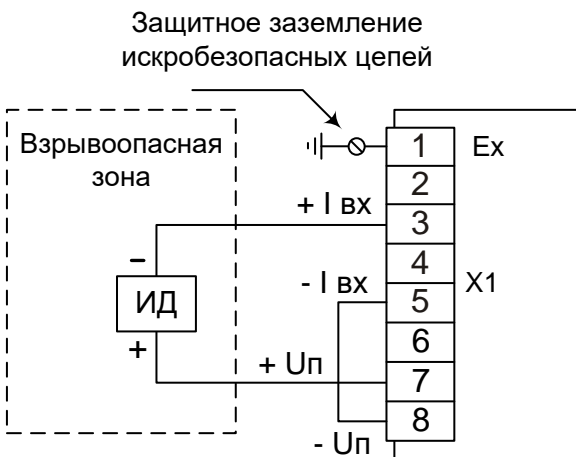 Защитное заземление
искробезопасных цепей
Взрывоопасная
зона
1
Ex
2
+ I вх
3
4
- I вх
X1
5
ИД
6
+ Uп
7
8
- Uп
–
+